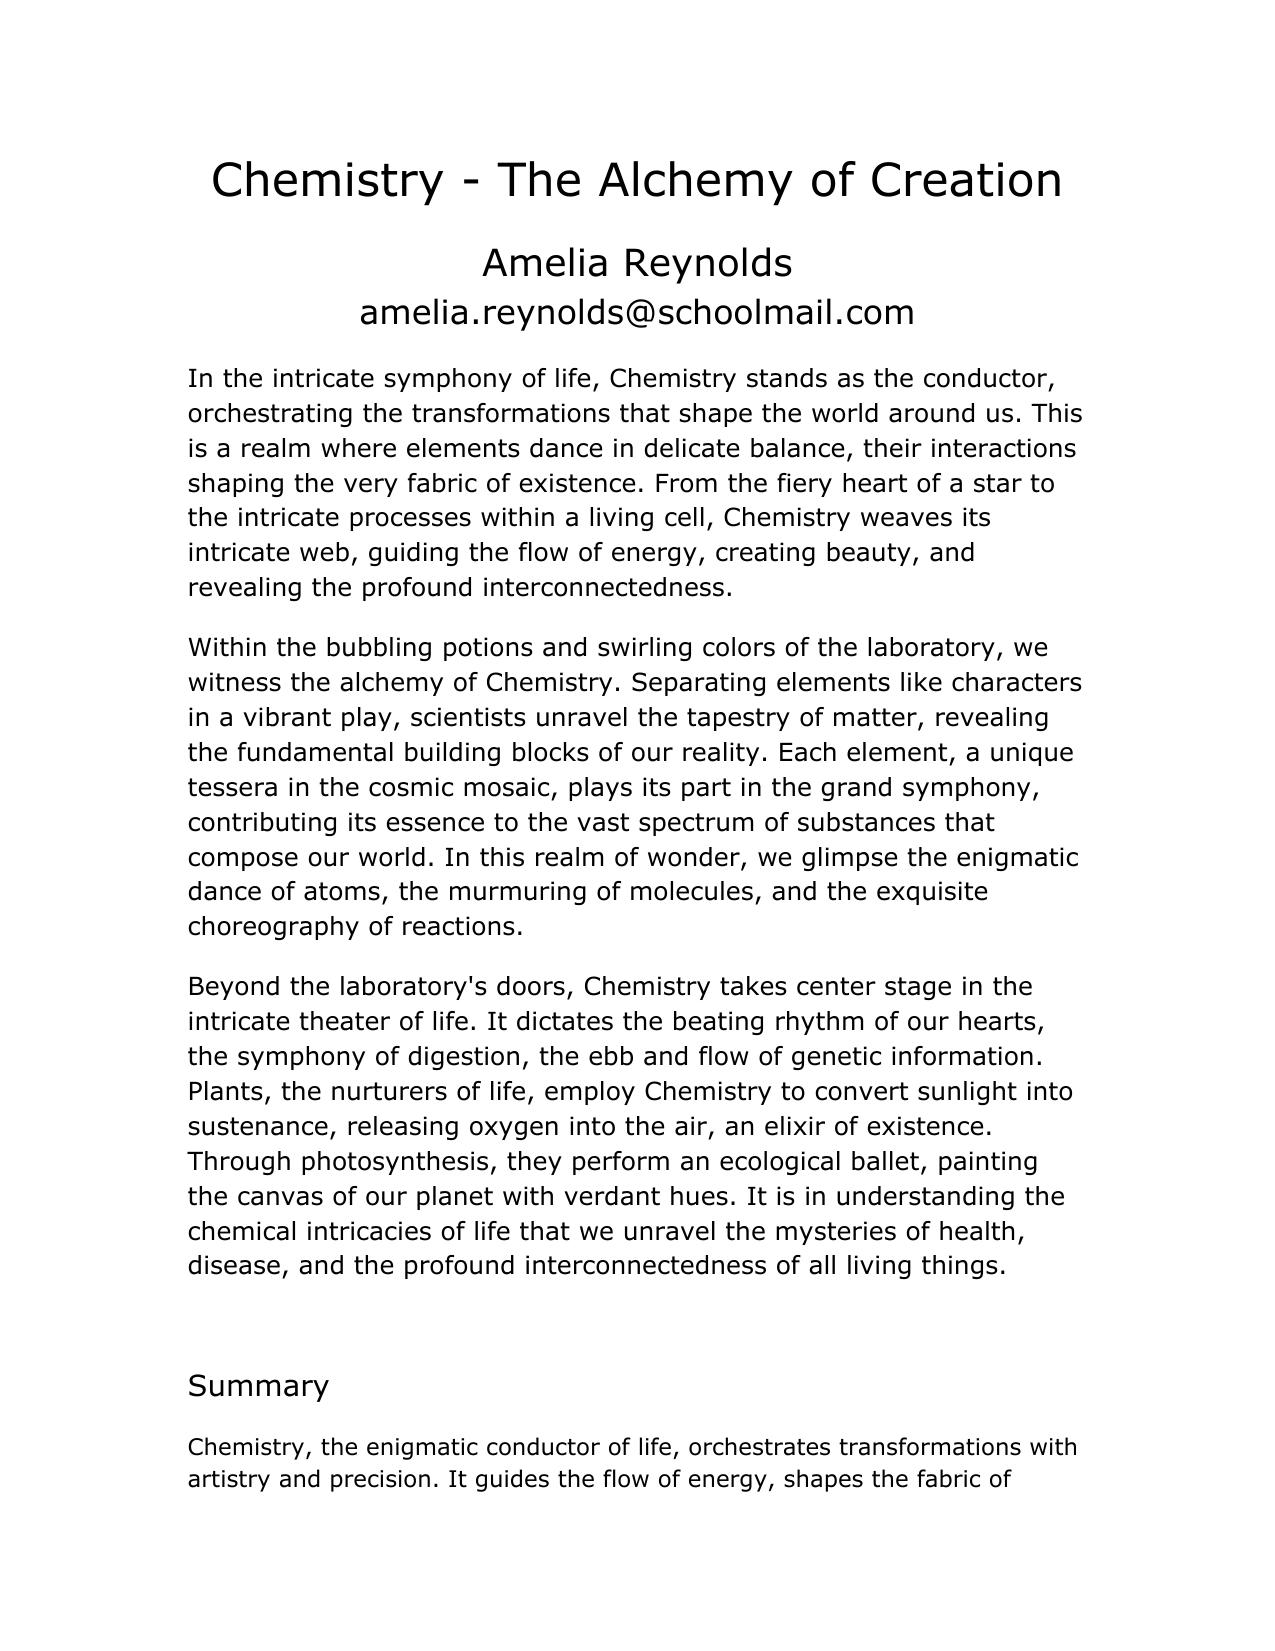 Chemistry - The Alchemy of Creation
Amelia Reynolds
amelia.reynolds@schoolmail.com
In the intricate symphony of life, Chemistry stands as the conductor,
orchestrating the transformations that shape the world around us. This
is a realm where elements dance in delicate balance, their interactions
shaping the very fabric of existence. From the fiery heart of a star to
the intricate processes within a living cell, Chemistry weaves its
intricate web, guiding the flow of energy, creating beauty, and
revealing the profound interconnectedness.
Within the bubbling potions and swirling colors of the laboratory, we
witness the alchemy of Chemistry. Separating elements like characters
in a vibrant play, scientists unravel the tapestry of matter, revealing
the fundamental building blocks of our reality. Each element, a unique
tessera in the cosmic mosaic, plays its part in the grand symphony,
contributing its essence to the vast spectrum of substances that
compose our world. In this realm of wonder, we glimpse the enigmatic
dance of atoms, the murmuring of molecules, and the exquisite
choreography of reactions.
Beyond the laboratory's doors, Chemistry takes center stage in the
intricate theater of life. It dictates the beating rhythm of our hearts,
the symphony of digestion, the ebb and flow of genetic information.
Plants, the nurturers of life, employ Chemistry to convert sunlight into
sustenance, releasing oxygen into the air, an elixir of existence.
Through photosynthesis, they perform an ecological ballet, painting
the canvas of our planet with verdant hues. It is in understanding the
chemical intricacies of life that we unravel the mysteries of health,
disease, and the profound interconnectedness of all living things.
Summary
Chemistry, the enigmatic conductor of life, orchestrates transformations with
artistry and precision. It guides the flow of energy, shapes the fabric of